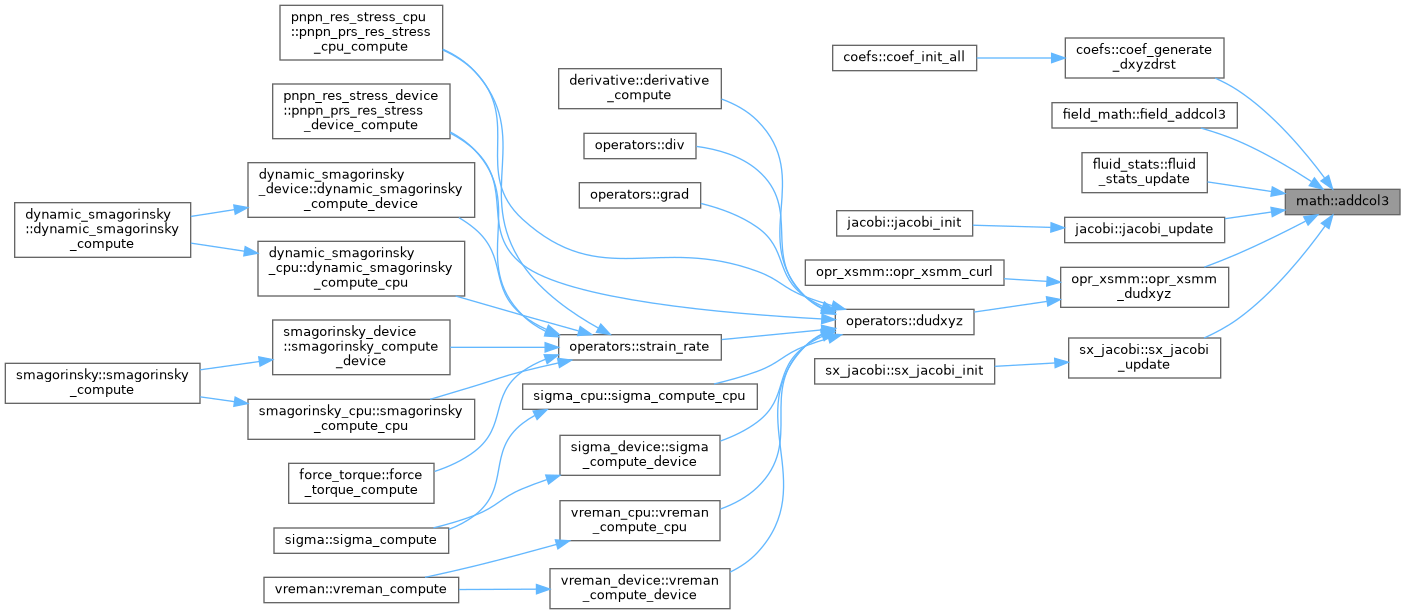 pnpn_res_stress_cpu
::pnpn_prs_res_stress
_cpu_compute
pnpn_res_stress_device
::pnpn_prs_res_stress
_device_compute
dynamic_smagorinsky
_device::dynamic_smagorinsky
_compute_device
dynamic_smagorinsky
::dynamic_smagorinsky
_compute
dynamic_smagorinsky
_cpu::dynamic_smagorinsky
_compute_cpu
smagorinsky_device
::smagorinsky_compute
_device
smagorinsky::smagorinsky
_compute
smagorinsky_cpu::smagorinsky
_compute_cpu
force_torque::force
_torque_compute
sigma::sigma_compute
vreman::vreman_compute
derivative::derivative
_compute
operators::div
operators::grad
operators::strain_rate
sigma_cpu::sigma_compute_cpu
sigma_device::sigma
_compute_device
vreman_cpu::vreman
_compute_cpu
vreman_device::vreman
_compute_device
coefs::coef_init_all
jacobi::jacobi_init
opr_xsmm::opr_xsmm_curl
operators::dudxyz
sx_jacobi::sx_jacobi_init
coefs::coef_generate
_dxyzdrst
field_math::field_addcol3
fluid_stats::fluid
_stats_update
jacobi::jacobi_update
opr_xsmm::opr_xsmm
_dudxyz
sx_jacobi::sx_jacobi
_update
math::addcol3